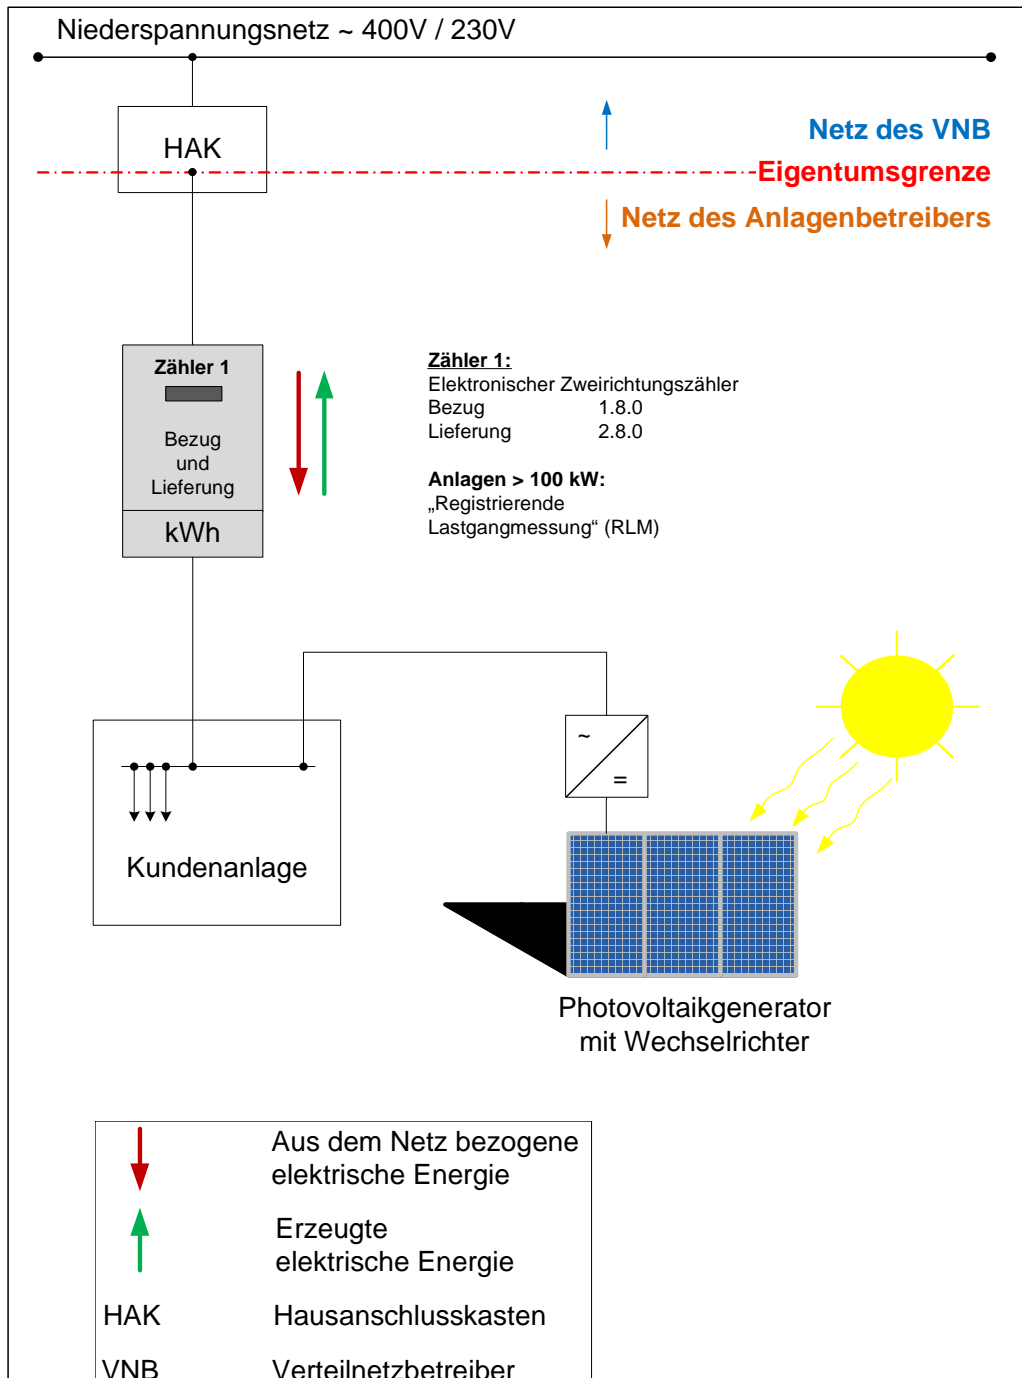 Niederspannungsnetz ~ 400V / 230V
HAK
Netz des VNB
Eigentumsgrenze
Netz des Anlagenbetreibers
Zähler 1
Bezug
und
Lieferung
kWh
Zähler 1:
Elektronischer Zweirichtungszähler
Bezug 1.8.0
Lieferung 2.8.0
Anlagen > 100 kW:
„Registrierende
Lastgangmessung“ (RLM)
~
=
Kundenanlage
Photovoltaikgenerator
mit Wechselrichter
Aus dem Netz bezogene
elektrische Energie
Erzeugte
elektrische Energie
HAK Hausanschlusskasten
VNB Verteilnetzbetreiber